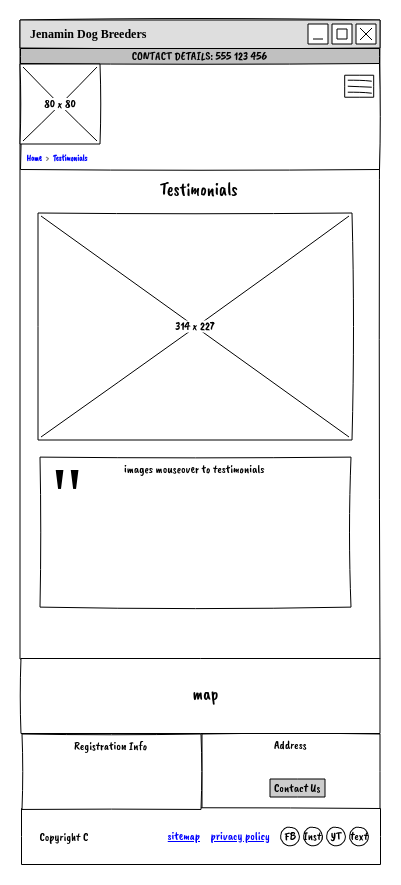 Jenamin Dog Breeders
CONTACT DETAILS: 555 123 456
80 x 80
Home > Testimonials
Testimonials
314 x 227
" images mouseover to testimonials
map
Registration Info
Address
Contact Us
Copyright C sitemap privacy policy FB Inst YT text